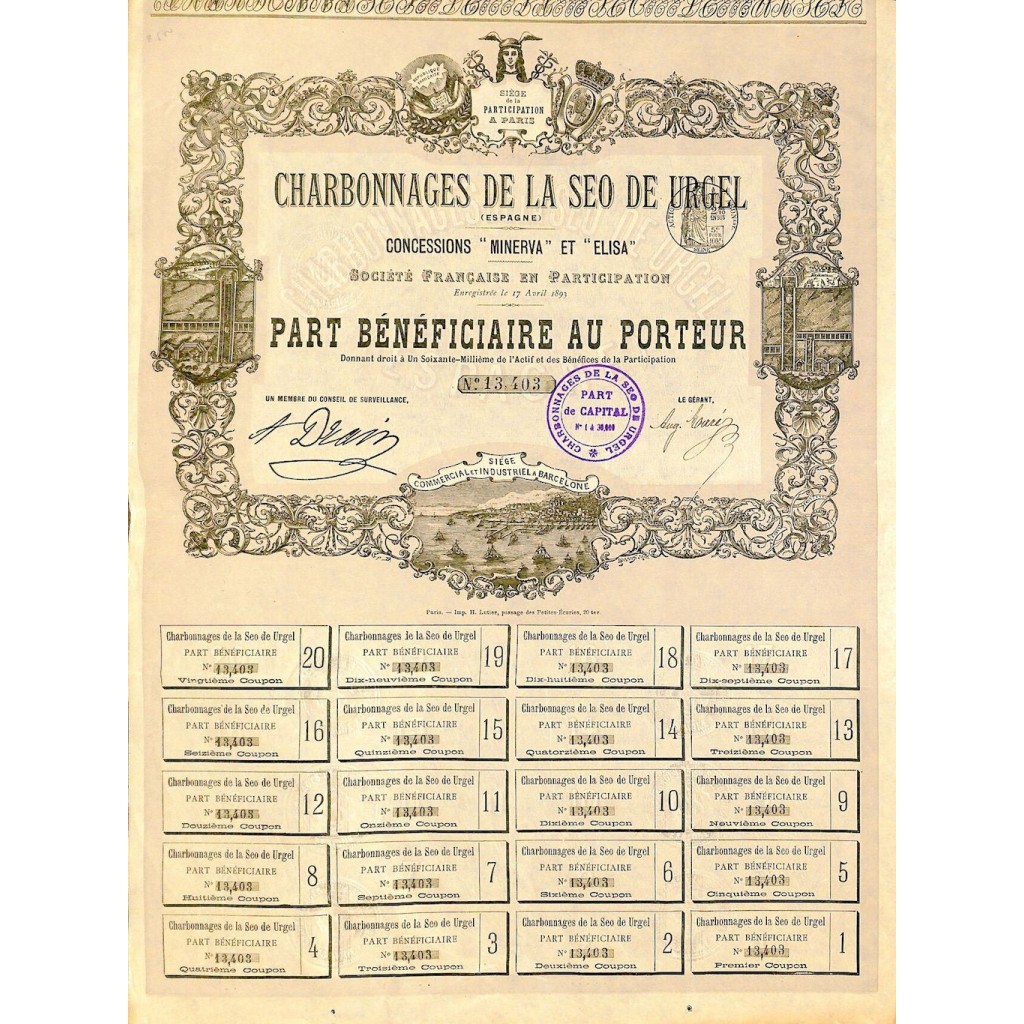 RÉPUBLIQUE FRANÇAISE
SIÈGE
de la
PARTICIPATION
A PARIS
CHARBONNAGES DE LA SEO DE URGEL
(ESPAGNE)
CONCESSIONS "MINERVA" ET "ELISA"
SOCIÉTÉ FRANÇAISE EN PARTICIPATION
Enregistrée le 17 Avril 1893
PART BÉNÉFICIAIRE AU PORTEUR
Donnant droit à Un Soixante-Millième de l'Actif et des Bénéfices de la Participation
No 13.403
UN MEMBRE DU CONSEIL DE SURVEILLANCE,
LE GÉRANT,
CHARBONNAGES DE LA SEO DE URGEL
PART
de CAPITAL
Nos 1 à 30,000
A Drain
SIÈGE
COMMERCIAL ET INDUSTRIEL A BARCELONE
Paris. — Imp. H. Lutier, passage des Petites-Écuries, 20 ter.
Charbonnages de la Seo de Urgel
PART BÉNÉFICIAIRE
No 13,403
Vingtième Coupon
20
Charbonnages de la Seo de Urgel
PART BÉNÉFICIAIRE
No 13,403
Dix-neuvième Coupon
19
Charbonnages de la Seo de Urgel
PART BÉNÉFICIAIRE
No 13,403
Dix-huitième Coupon
18
Charbonnages de la Seo de Urgel
PART BÉNÉFICIAIRE
No 13,403
Dix-septième Coupon
17
Charbonnages de la Seo de Urgel
PART BÉNÉFICIAIRE
No 13,403
Seizième Coupon
16
Charbonnages de la Seo de Urgel
PART BÉNÉFICIAIRE
No 13,403
Quinzième Coupon
15
Charbonnages de la Seo de Urgel
PART BÉNÉFICIAIRE
No 13,403
Quatorzième Coupon
14
Charbonnages de la Seo de Urgel
PART BÉNÉFICIAIRE
No 13,403
Treizième Coupon
13
Charbonnages de la Seo de Urgel
PART BÉNÉFICIAIRE
No 13,403
Douzième Coupon
12
Charbonnages de la Seo de Urgel
PART BÉNÉFICIAIRE
No 13,403
Onzième Coupon
11
Charbonnages de la Seo de Urgel
PART BÉNÉFICIAIRE
No 13,403
Dixième Coupon
10
Charbonnages de la Seo de Urgel
PART BÉNÉFICIAIRE
No 13,403
Neuvième Coupon
9
Charbonnages de la Seo de Urgel
PART BÉNÉFICIAIRE
No 13,403
Huitième Coupon
8
Charbonnages de la Seo de Urgel
PART BÉNÉFICIAIRE
No 13,403
Septième Coupon
7
Charbonnages de la Seo de Urgel
PART BÉNÉFICIAIRE
No 13,403
Sixième Coupon
6
Charbonnages de la Seo de Urgel
PART BÉNÉFICIAIRE
No 13,403
Cinquième Coupon
5
Charbonnages de la Seo de Urgel
PART BÉNÉFICIAIRE
No 13,403
Quatrième Coupon
4
Charbonnages de la Seo de Urgel
PART BÉNÉFICIAIRE
No 13,403
Troisième Coupon
3
Charbonnages de la Seo de Urgel
PART BÉNÉFICIAIRE
No 13,403
Deuxième Coupon
2
Charbonnages de la Seo de Urgel
PART BÉNÉFICIAIRE
No 13,403
Premier Coupon
1